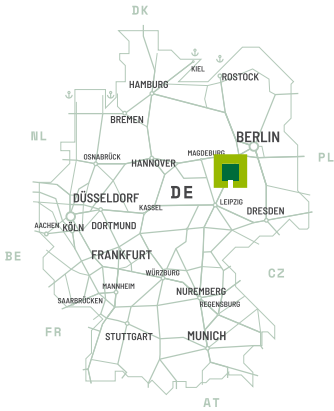 DK
KIEL
ROSTOCK
HAMBURG
BREMEN
NL
BERLIN
MAGDEBURG
OSNABRÜCK
HANNOVER
PL
DE
DÜSSELDORF
LEIPZIG
KASSEL
DRESDEN
AACHEN
KÖLN
DORTMUND
BE
FRANKFURT
WÜRZBURG
CZ
MANNHEIM
NUREMBERG
SAARBRÜCKEN
REGENSBURG
FR
STUTTGART
MUNICH
AT